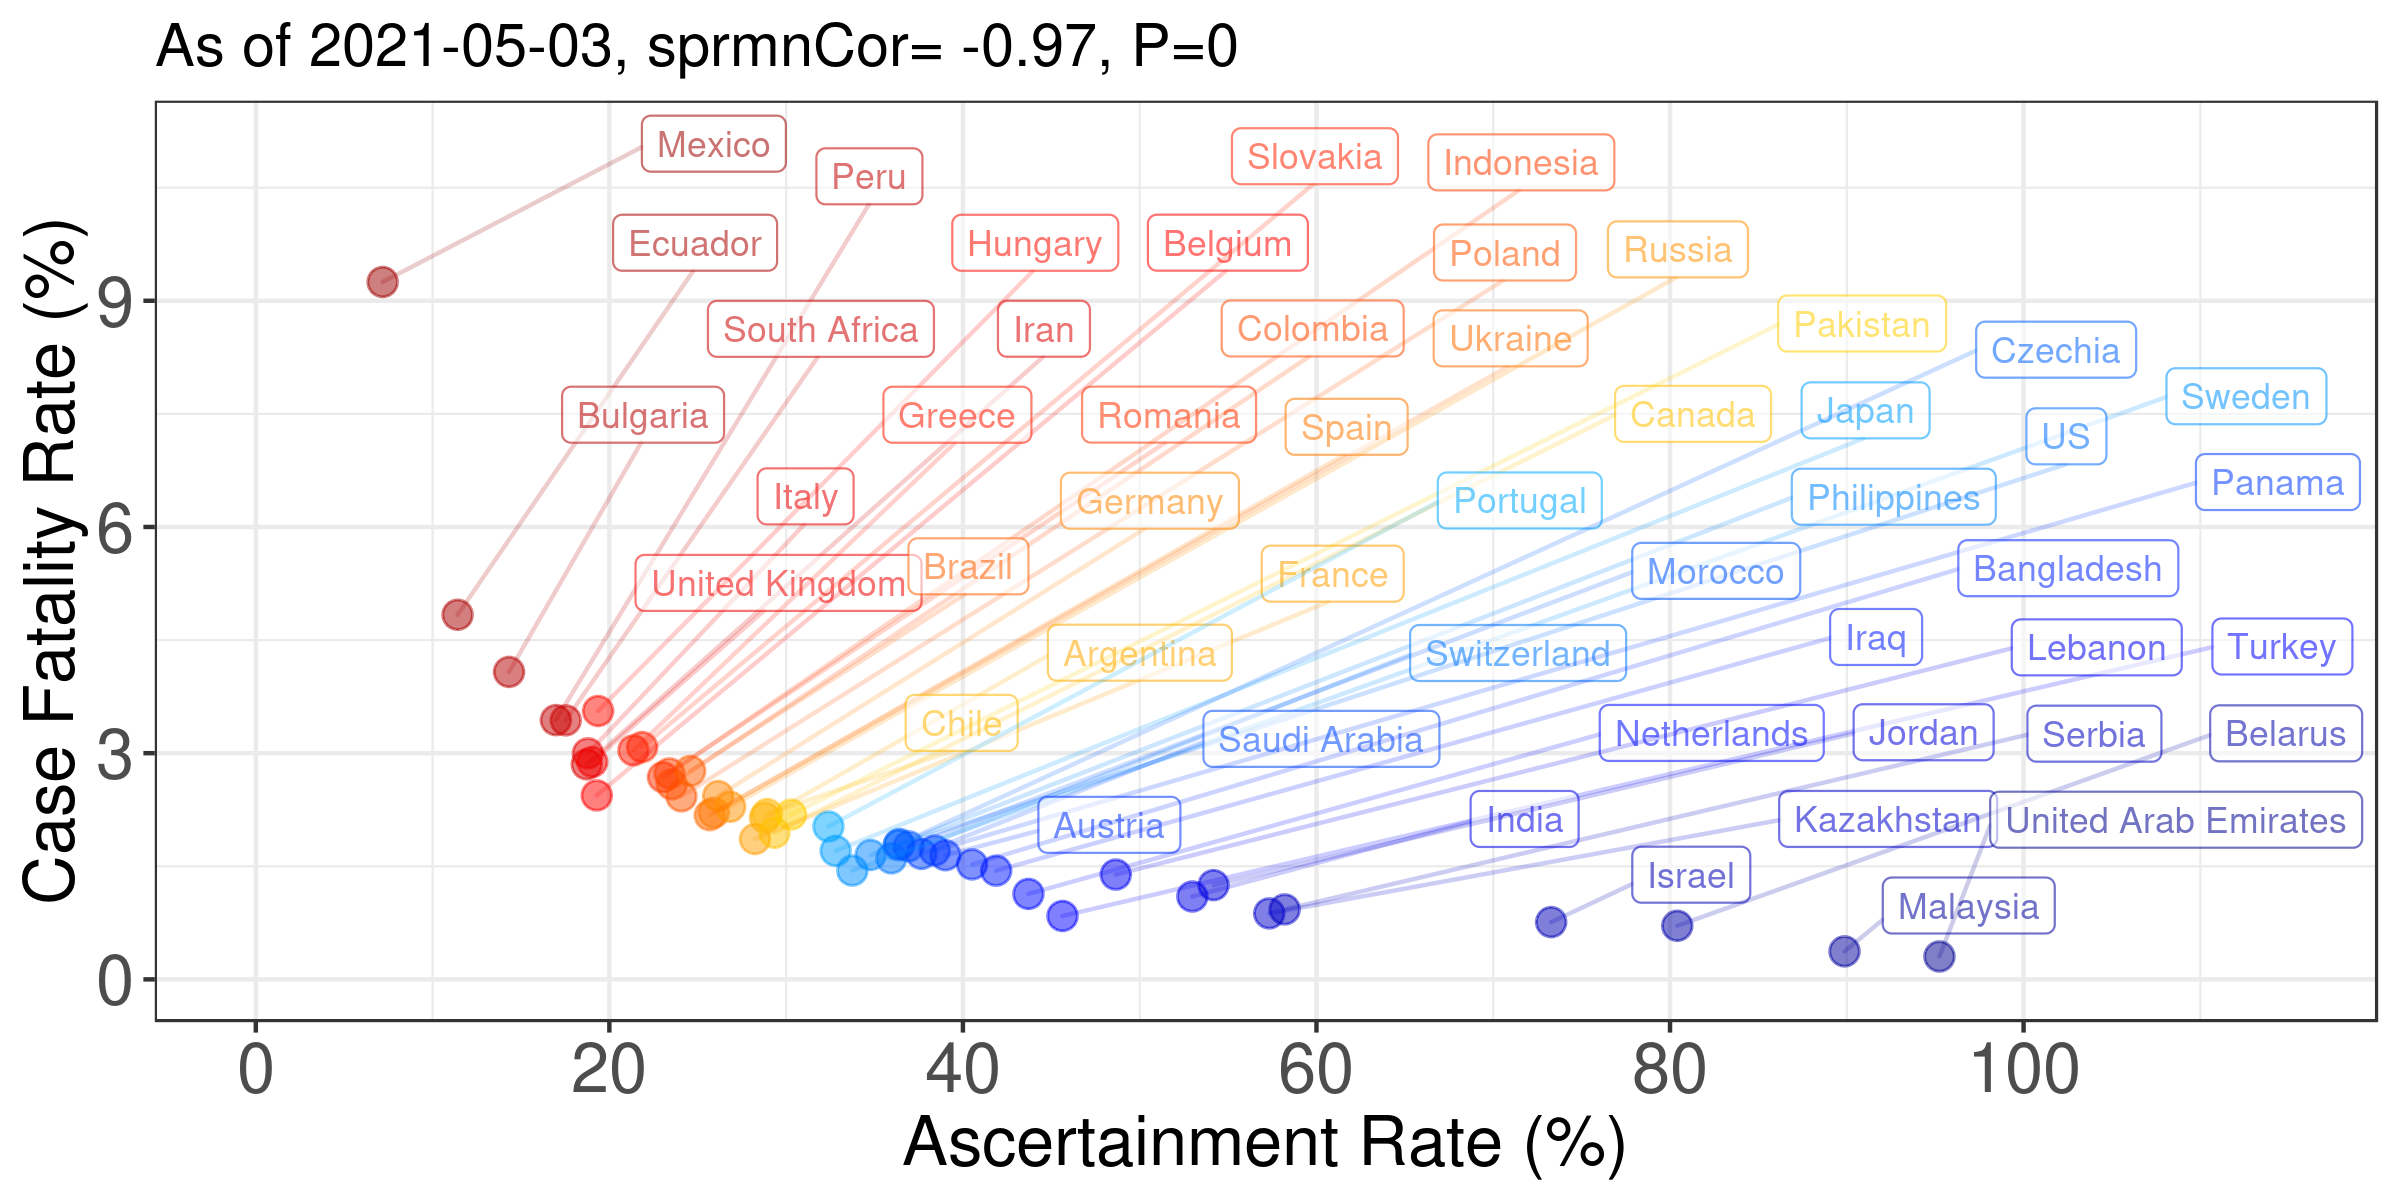 As of 2021-05-03, sprmnCor= -0.97, P=0
Case Fatality Rate (%)
9
6
3
0
Mexico
Peru
Slovakia
Indonesia
Ecuador
Hungary
Belgium
Poland
Russia
South Africa
Iran
Colombia
Ukraine
Pakistan
Czechia
Bulgaria
Greece
Romania
Spain
Canada
Japan
US
Sweden
Italy
Germany
Portugal
Philippines
Panama
United Kingdom
Brazil
France
Morocco
Bangladesh
Argentina
Switzerland
Iraq
Lebanon
Turkey
Chile
Saudi Arabia
Netherlands
Jordan
Serbia
Belarus
Austria
India
Kazakhstan
United Arab Emirates
Israel
Malaysia
0 20 40 60 80 100
Ascertainment Rate (%)